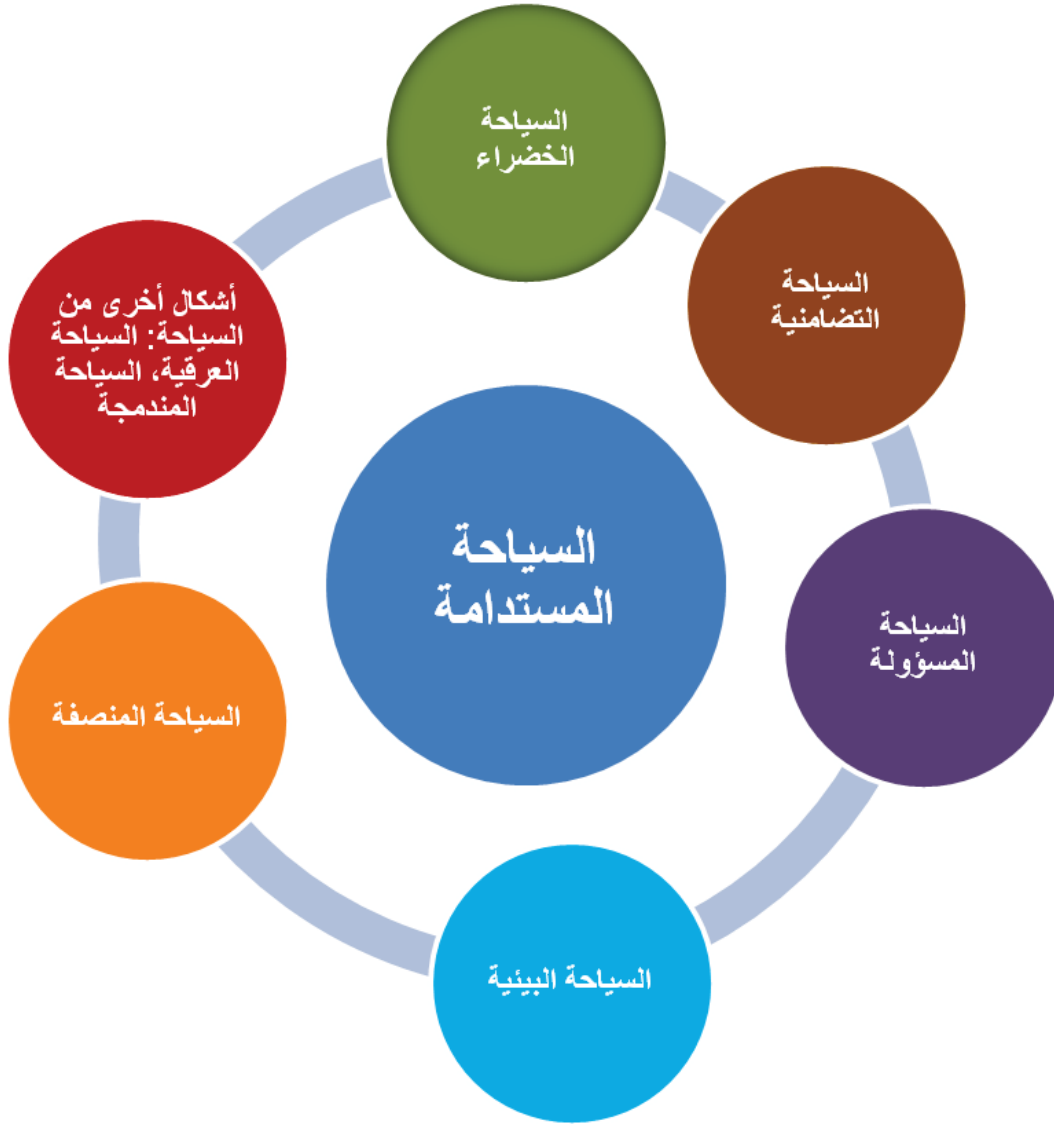 السياحة
الخضراء
السياحة
التضامنية
أشكال أخرى من
السياحة: السياحة
العرقية، السياحة
المندمجة
السياحة
المستدامة
السياحة
المسؤولة
السياحة المنصفة
السياحة البيئية